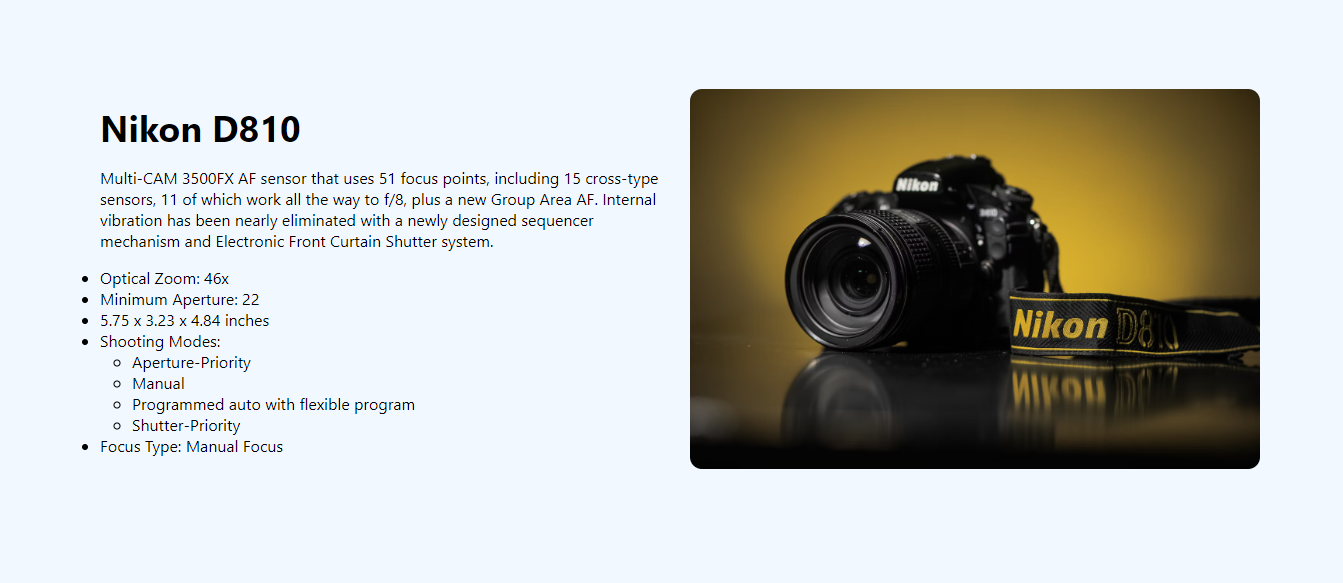 Nikon D810
Multi-CAM 3500FX AF sensor that uses 51 focus points, including 15 cross-type
sensors, 11 of which work all the way to f/8, plus a new Group Area AF. Internal
vibration has been nearly eliminated with a newly designed sequencer
mechanism and Electronic Front Curtain Shutter system.
Optical Zoom: 46x
Minimum Aperture: 22
5.75 x 3.23 x 4.84 inches
Shooting Modes:
Aperture-Priority
Manual
Programmed auto with flexible program
Shutter-Priority
Focus Type: Manual Focus
Nikon
D810
Nikon D810